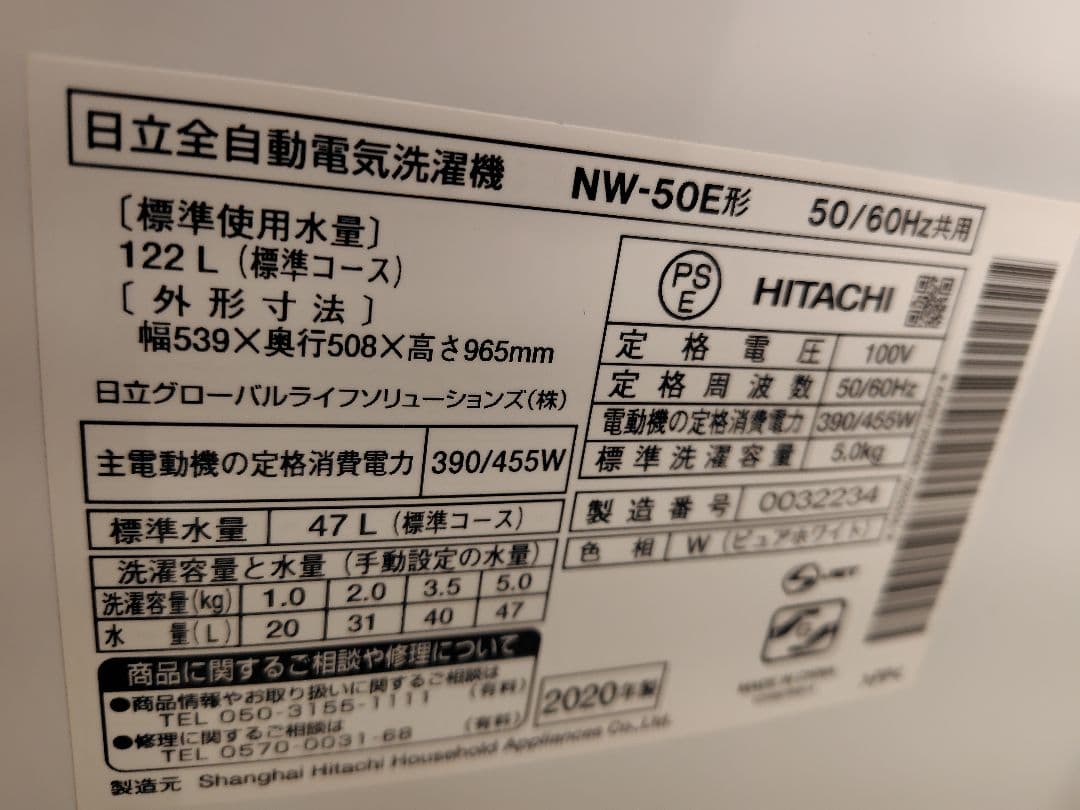 日立全自動電気洗濯機 NW-50E形 50/60Hz共用
〔標準使用水量〕
122 L (標準コース)
〔外形寸法〕
幅539×奥行508×高さ965mm
日立グローバルライフソリューションズ(株)
主電動機の定格消費電力 390/455W
標準水量 47 L (標準コース)
洗濯容量と水量 (手動設定の水量)
洗濯容量(kg) 1.0 2.0 3.5 5.0
水量(L) 20 31 40 47
商品に関するご相談や修理について
●商品情報やお取り扱いに関するご相談は
TEL 050-3155-1111 (有料)
●修理に関するご相談は
TEL 0570-0031-68 (有料)
製造元 Shanghai Hitachi Household Appliances Co.,Ltd.
PS
E
HITACHI
定格電圧 100V
定格周波数 50/60Hz
電動機の定格消費電力 390/455W
標準洗濯容量 5.0kg
製造番号 0032234
色相 W (ピュアホワイト)
2020年製